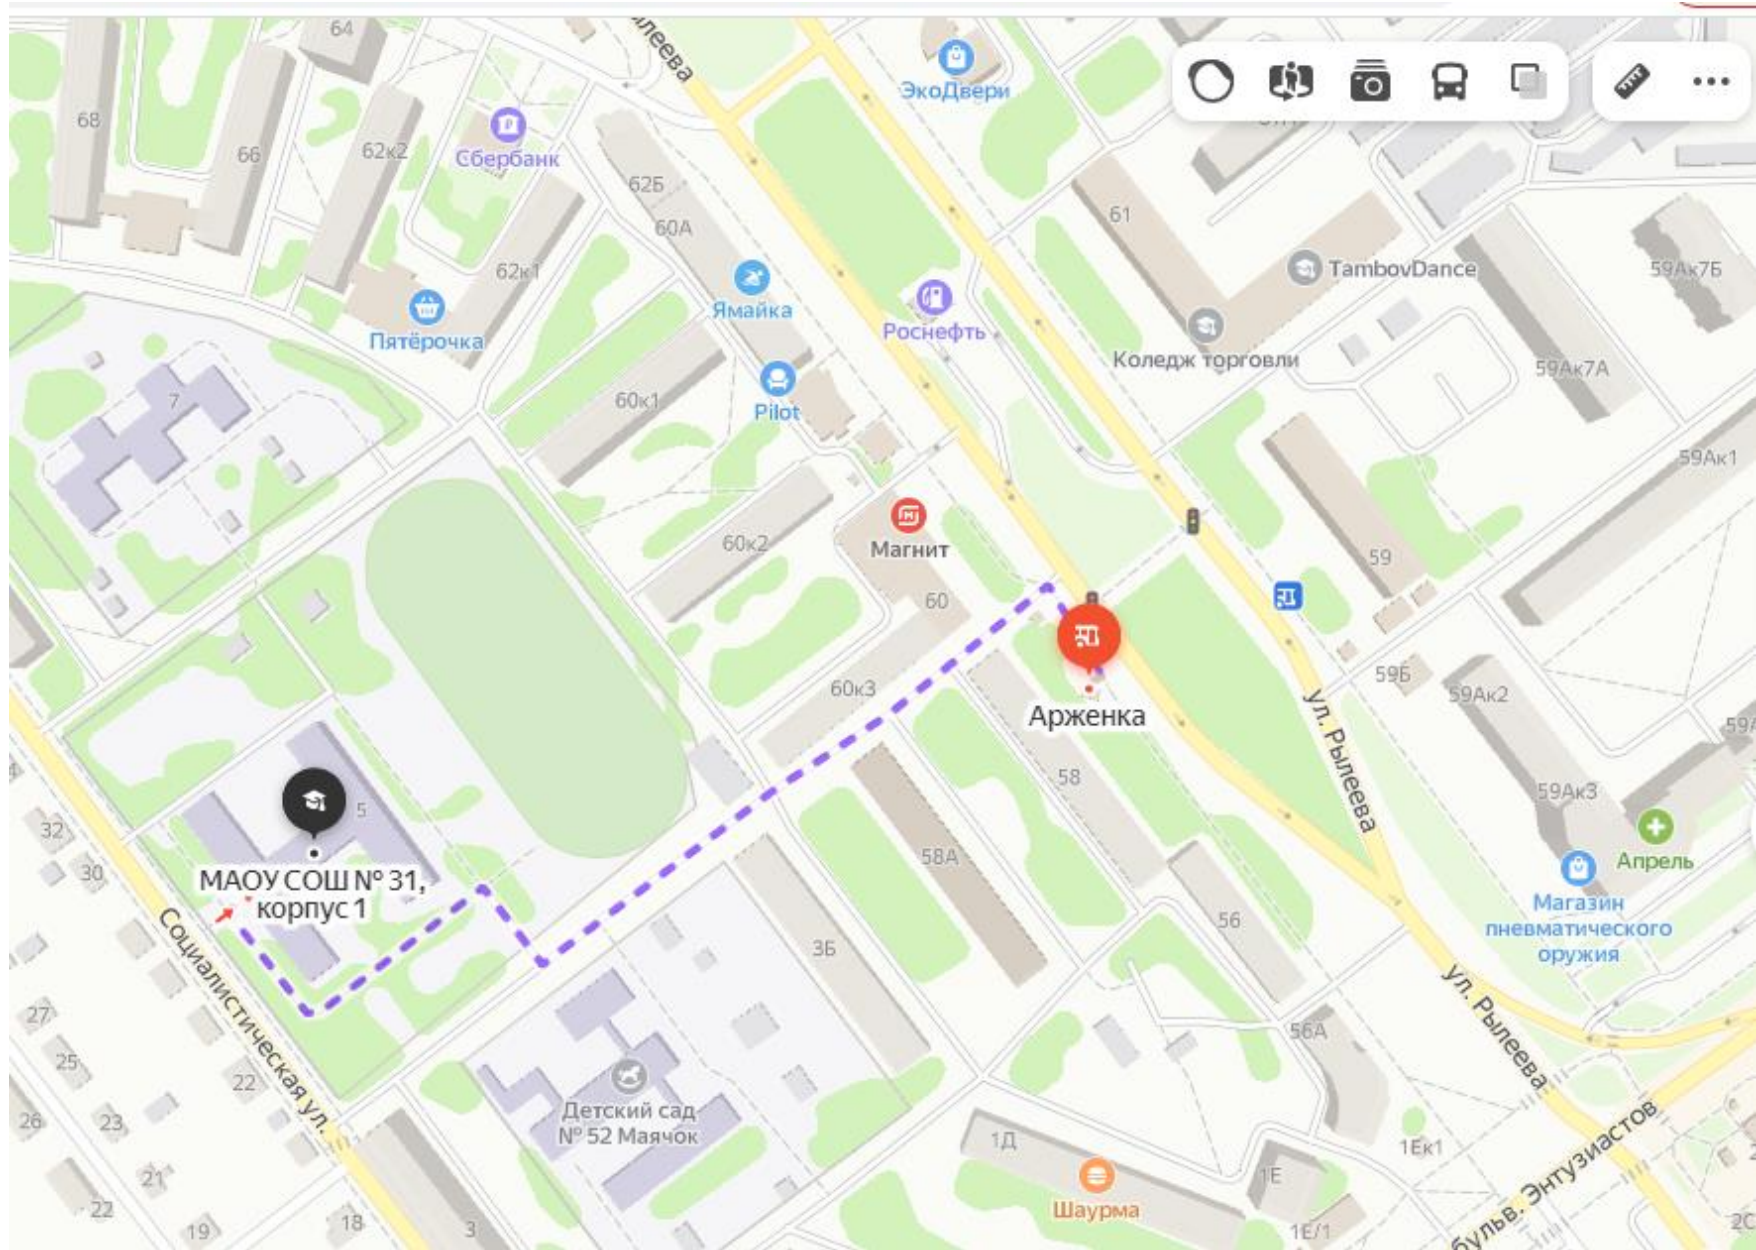 64
68
66
62к2
Сбербанк
ЭкоДвери
62Б
60А
61
TambovDance
59Ак7Б
62к1
Ямайка
Роснефть
Пятёрочка
Коледж торговли
59Ак7А
7
60к1
Pilot
59Ак1
60к2
Магнит
59
60
60к3
59Б
59Ак2
Арженка
58
ул. Рылеева
59Ак3
5
32
30
58А
Апрель
МАОУ СОШ № 31,
корпус 1
Магазин
пневматического
оружия
56
3Б
Социалистическая ул.
ул. Рылеева
27
56А
25
22
Детский сад
№ 52 Маячок
26
23
1Д
1Ек1
бульв. Энтузиастов
21
1Е
22
Шаурма
19
18
3
1Е/1